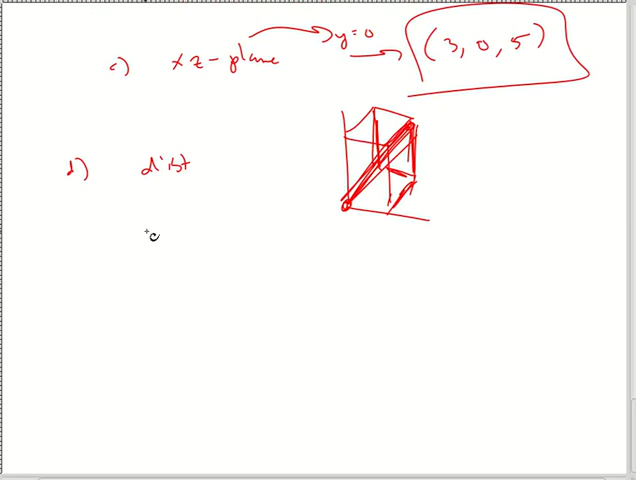 c) xz-plane y=0 (3, 0, 5)
d) dist